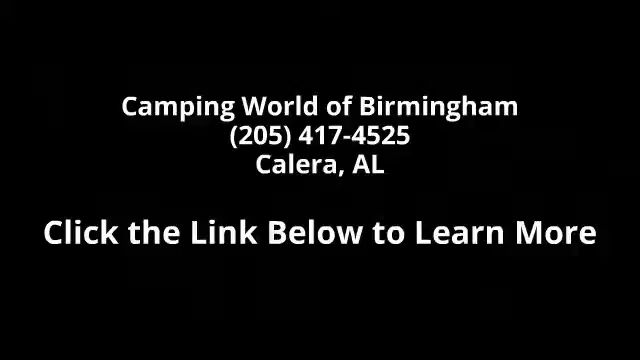 Camping World of Birmingham
(205) 417-4525
Calera, AL
Click the Link Below to Learn More